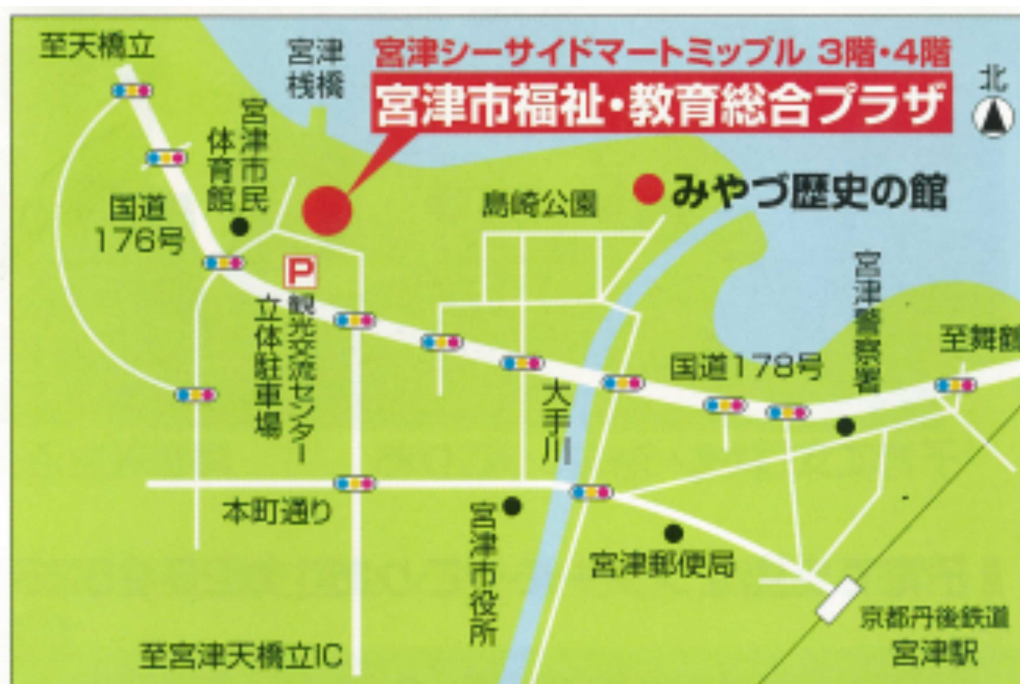 至天橋立
宮津
桟橋
宮津シーサイドマートミップル 3階・4階
宮津市福祉・教育総合プラザ
北
宮津市民
体育館
国道
176号
島崎公園
みやづ歴史の館
P
観光交流センター
立体駐車場
宮津警察署
至舞鶴
国道178号
大手川
本町通り
宮津市役所
宮津郵便局
京都丹後鉄道
宮津駅
至宮津天橋立IC